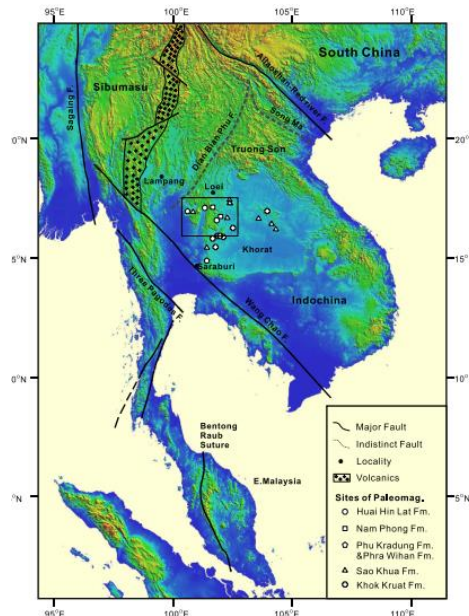 95°E
100°E
105°E
110°E
South China
Sibumasu
Ailaoshan-Redriver F.
Sagaing F.
20°
Song Ma
Dian Bian Phu F.
Truong Son
Lampang
Loei
Khorat
15°
Saraburi
Three Pagodas F.
Wang Chao F.
Indochina
10°
Bentong
Raub
Suture
E.Malaysia
5°N
Major Fault
Indistinct Fault
Locality
Volcanics
Sites of Paleomag.
Huai Hin Lat Fm.
Nam Phong Fm.
Phu Kradung Fm.
&Phra Wihan Fm.
Sao Khua Fm.
Khok Kruat Fm.
95°E
100°E
105°E
110°E